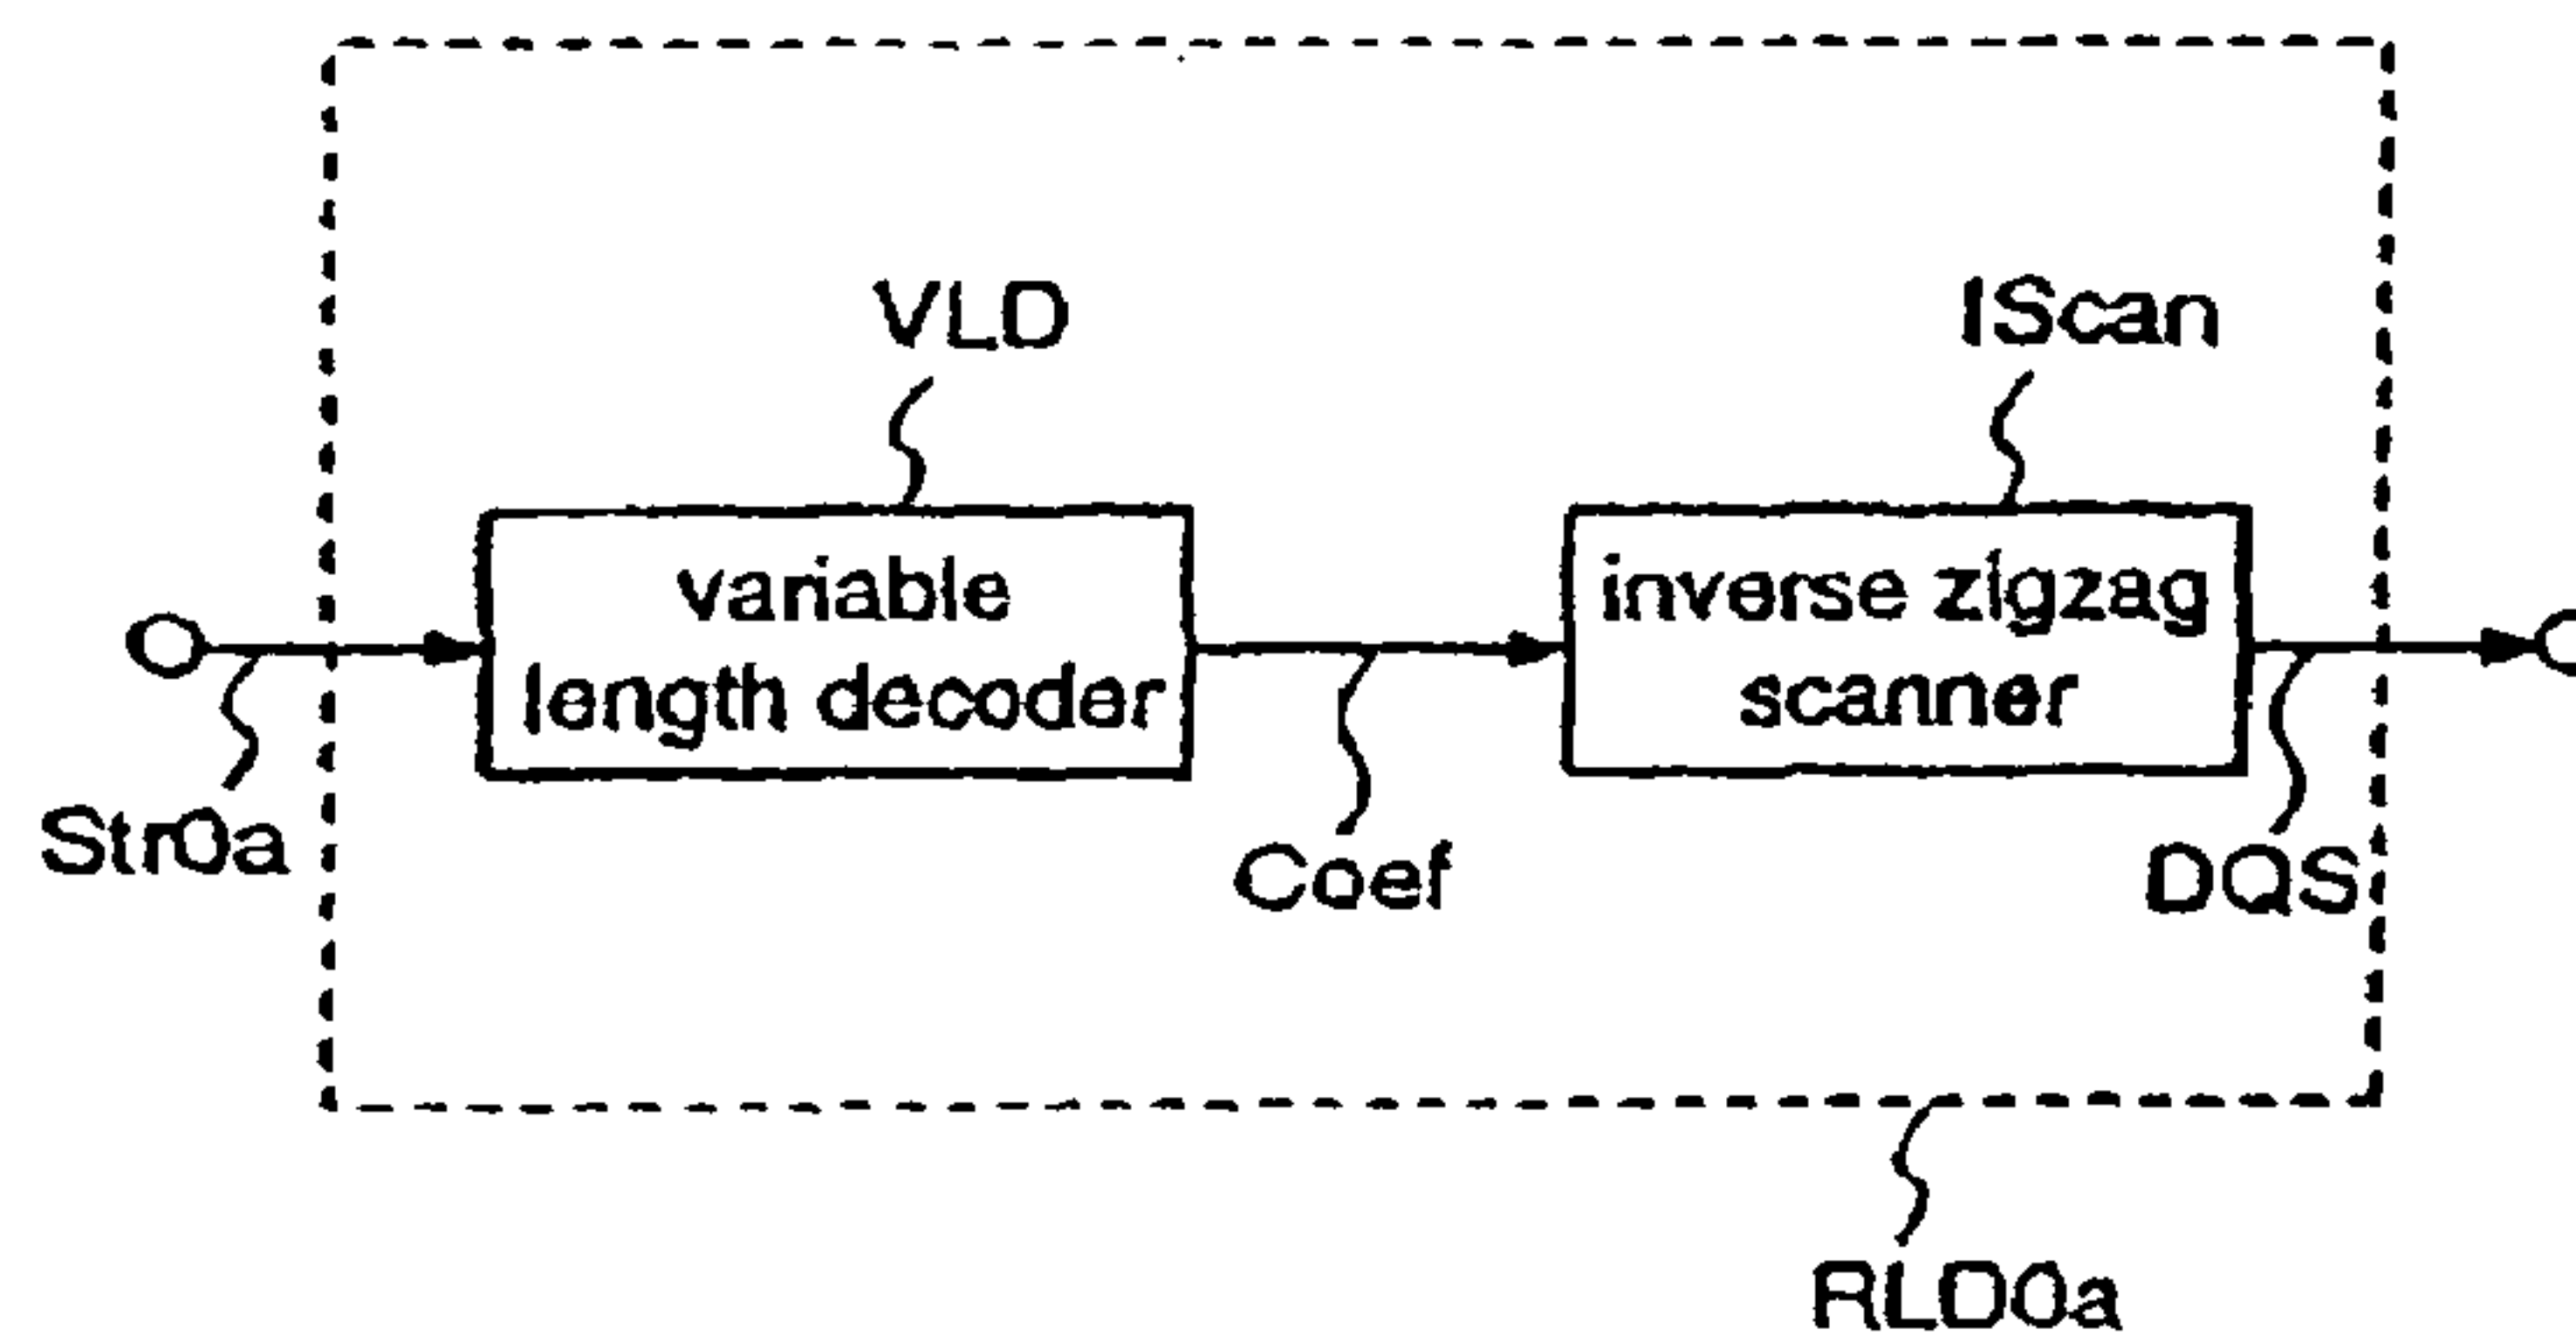 VLD
IScan
variable
length decoder
inverse zigzag
scanner
Str0a
Coef
DQS
RLD0a